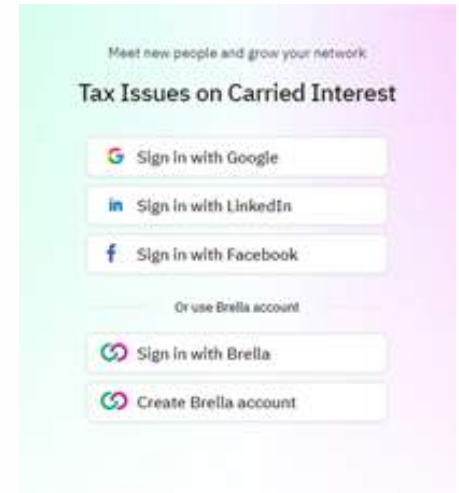 Meet new people and grow your network
Tax Issues on Carried Interest
Sign in with Google
in Sign in with LinkedIn
Sign in with Facebook
Or use Brella account
Sign in with Brella
Create Brella account